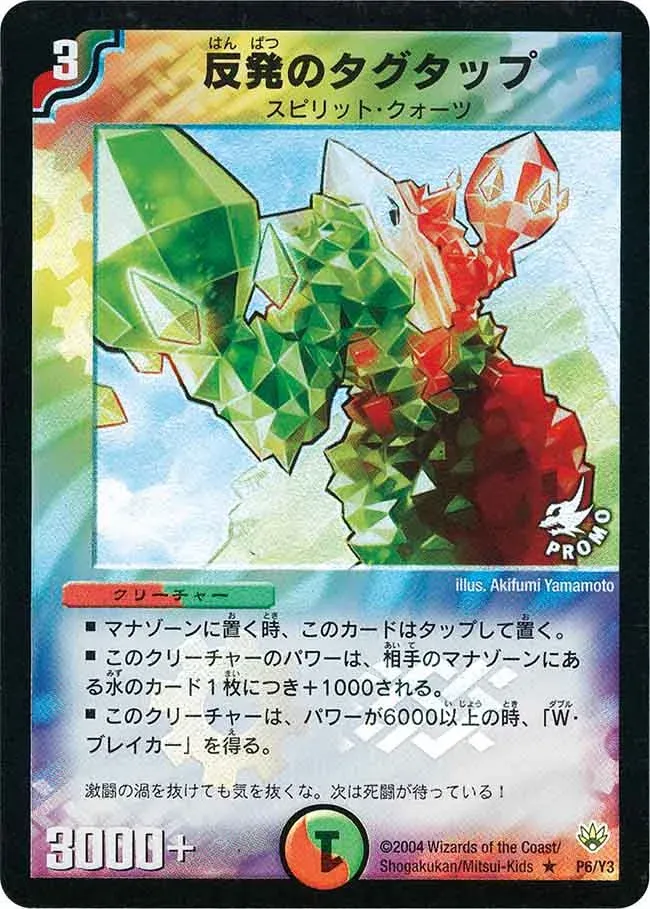 3
はん ばつ
反発のタグタップ
スピリット・クォーツ
PROMO
illus. Akifumi Yamamoto
クリーチャー
■ マナゾーンに置く時、このカードはタップして置く。
■ このクリーチャーのパワーは、相手のマナゾーンにあ
る水のカード1枚につき+1000される。
■ このクリーチャーは、パワーが6000以上の時、「W・
ブレイカー」を得る。
激闘の渦を抜けても気を抜くな。次は死闘が待っている!
3000+
1
©2004 Wizards of the Coast/
Shogakukan/Mitsui-Kids ★ P6/Y3